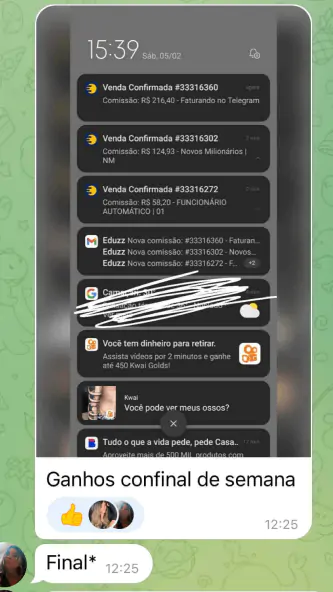 15:39
Sáb, 05/02
Venda Confirmada #33316360
agora
Comissão: R$ 216,40 - Faturando no Telegram
Venda Confirmada #33316302
Comissão: R$ 124,93 - Novos Milionários |
NM
Venda Confirmada #33316272
Comissão: R$ 58,20 - FUNCIONÁRIO
AUTOMÁTICO | 01
Eduzz Nova comissão: #33316360 - Faturan...
Eduzz Nova comissão: #33316302 - Novos...
Eduzz Nova comissão: #33316272 - F...
+2
Você tem dinheiro para retirar.
Assista vídeos por 2 minutos e ganhe
até 450 Kwai Golds!
Kwai
Você pode ver meus ossos?
Tudo o que a vida pede, pede Casa..
Aproveite mais de 500 MiL produtos com
Ganhos confinal de semana
12:25
Final*
12:25